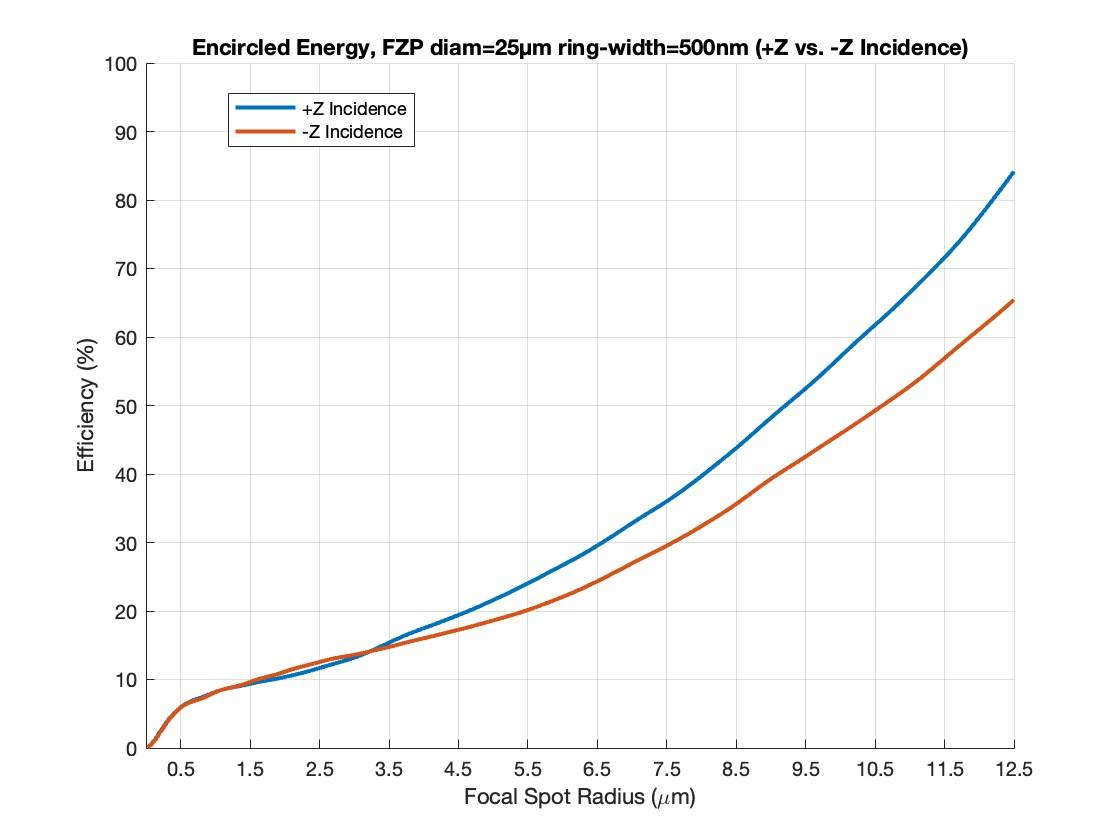 Encircled Energy, FZP diam=25μm ring-width=500nm (+Z vs. -Z Incidence)
+Z Incidence
-Z Incidence
Efficiency (%)
100
90
80
70
60
50
40
30
20
10
0
0.5 1.5 2.5 3.5 4.5 5.5 6.5 7.5 8.5 9.5 10.5 11.5 12.5
Focal Spot Radius (μm)